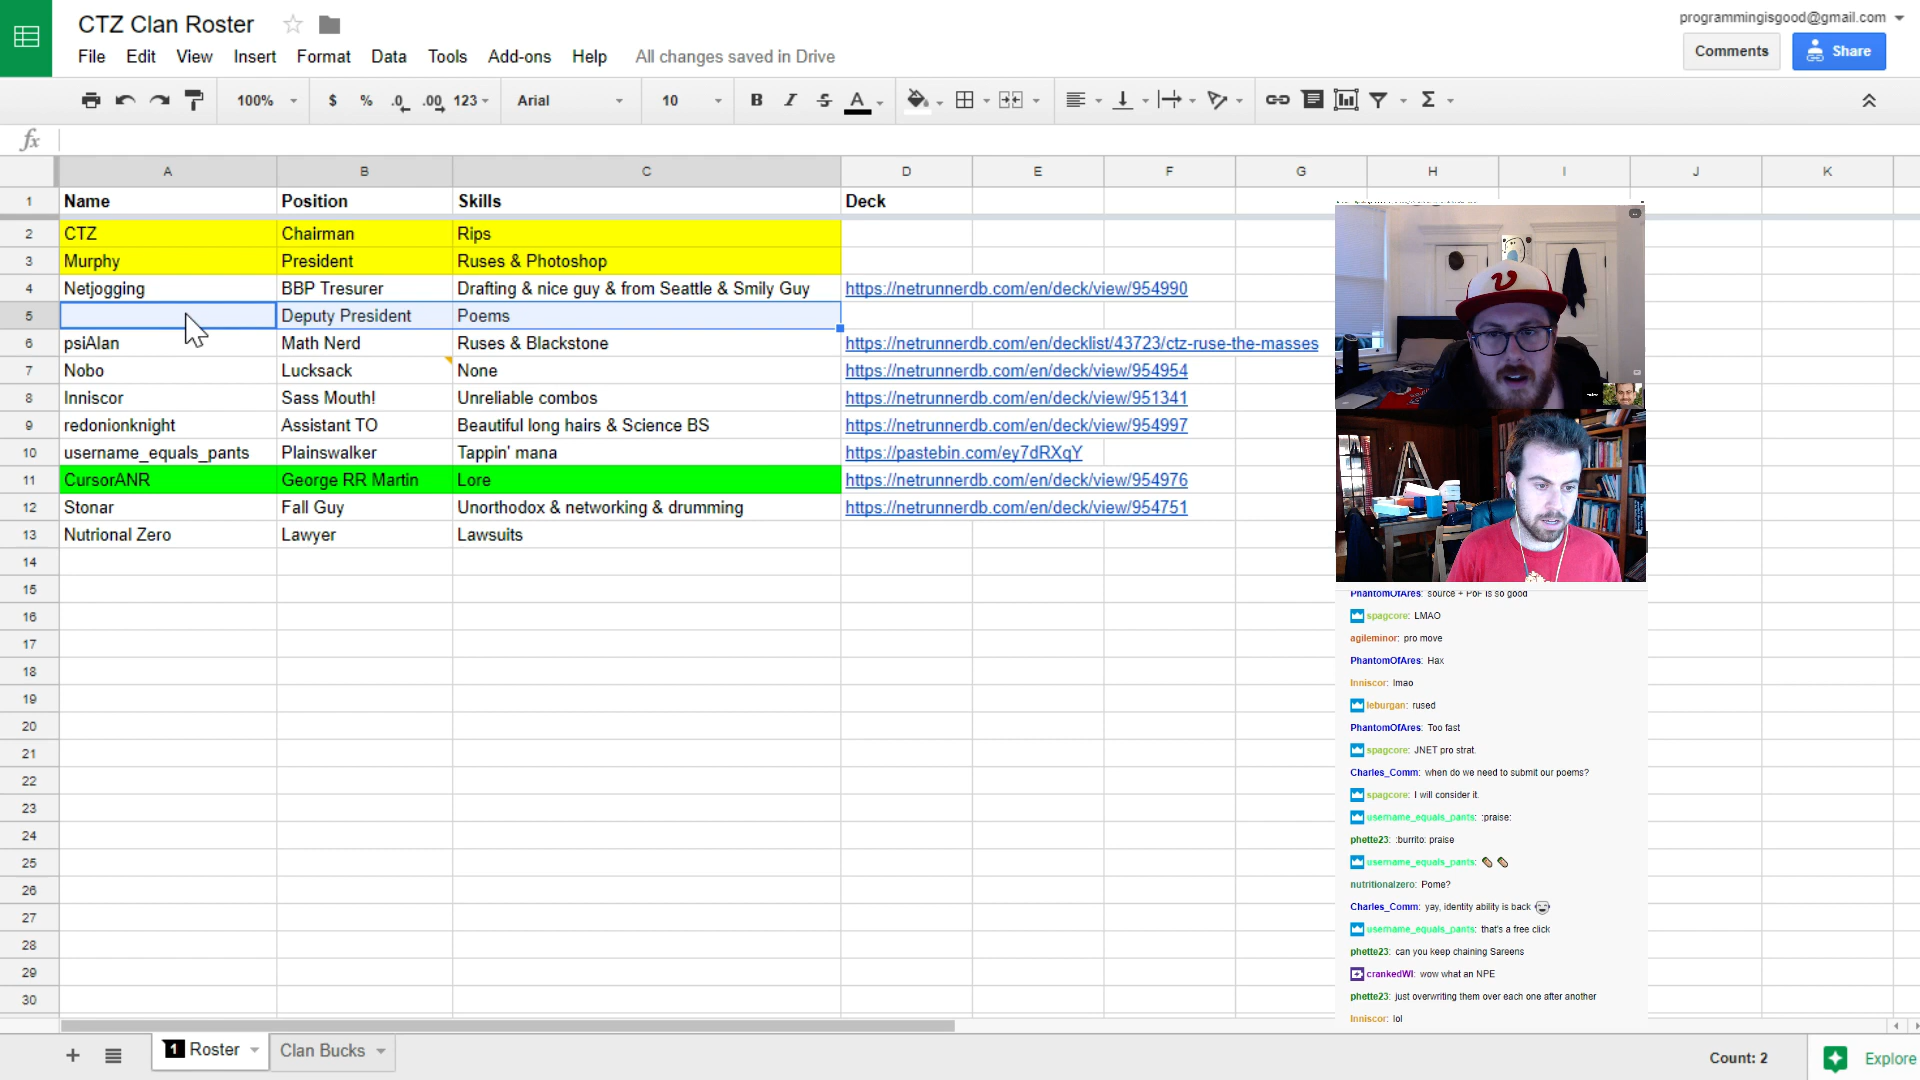 CTZ Clan Roster
programmingisgood@gmail.com
File Edit View Insert Format Data Tools Add-ons Help All changes saved in Drive
Comments Share
100% $ % .0 .00 123 Arial 10 B I S A Σ
fx
A B C D E F G H I J K
1 Name Position Skills Deck
2 CTZ Chairman Rips
3 Murphy President Ruses & Photoshop
4 Netjogging BBP Tresurer Drafting & nice guy & from Seattle & Smily Guy https://netrunnerdb.com/en/deck/view/954990
5 Deputy President Poems
6 psiAlan Math Nerd Ruses & Blackstone https://netrunnerdb.com/en/decklist/43723/ctz-ruse-the-masses
7 Nobo Lucksack None https://netrunnerdb.com/en/deck/view/954954
8 Inniscor Sass Mouth! Unreliable combos https://netrunnerdb.com/en/deck/view/951341
9 redonionknight Assistant TO Beautiful long hairs & Science BS https://netrunnerdb.com/en/deck/view/954997
10 username_equals_pants Plainswalker Tappin' mana https://pastebin.com/ey7dRXqY
11 CursorANR George RR Martin Lore https://netrunnerdb.com/en/deck/view/954976
12 Stonar Fall Guy Unorthodox & networking & drumming https://netrunnerdb.com/en/deck/view/954751
13 Nutrional Zero Lawyer Lawsuits
14
15
16
17
18
19
20
21
22
23
24
25
26
27
28
29
30
PhantomOfAres: source + PoF is so good
spagcore: LMAO
agileminor: pro move
PhantomOfAres: Hax
Inniscor: lmao
leburgan: rused
PhantomOfAres: Too fast
spagcore: JNET pro strat.
Charles_Comm: when do we need to submit our poems?
spagcore: I will consider it.
username_equals_pants: :praise:
phette23: :burrito: praise
username_equals_pants:
nutritionalzero: Pome?
Charles_Comm: yay, identity ability is back
username_equals_pants: that's a free click
phette23: can you keep chaining Sareens
crankedWI: wow what an NPE
phette23: just overwriting them over each one after another
Inniscor: lol
1 Roster Clan Bucks Count: 2 Explore